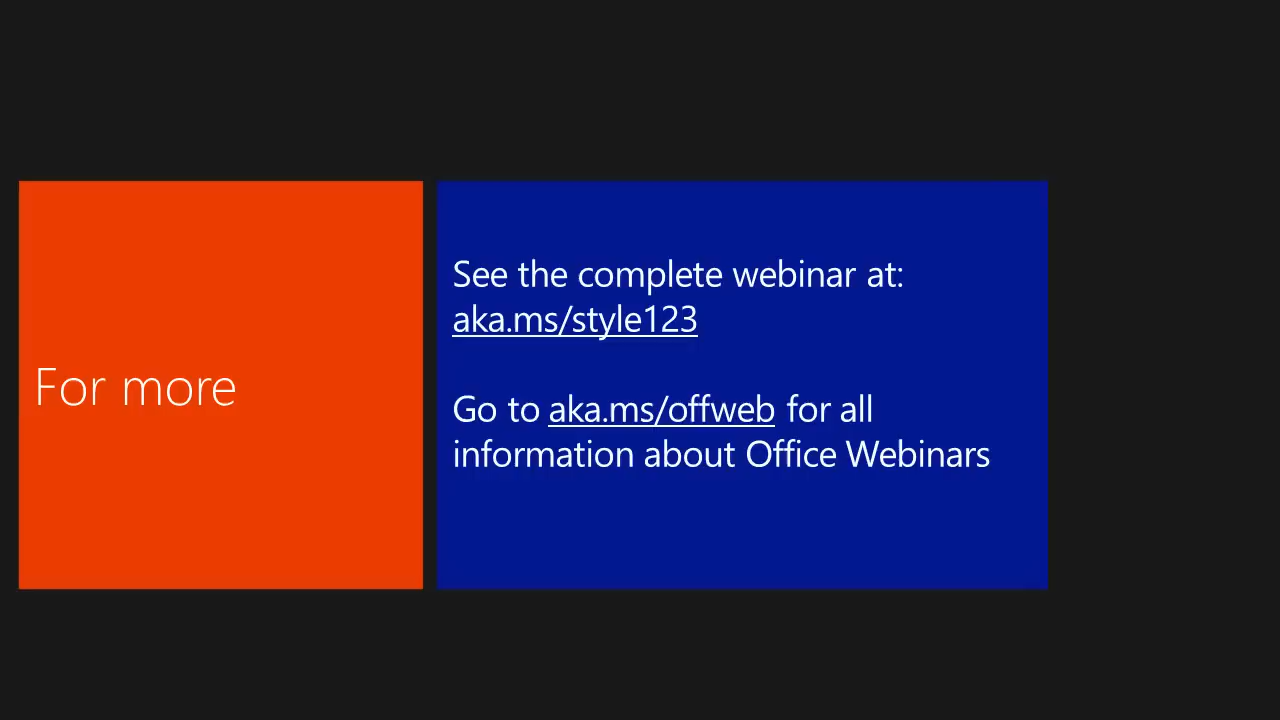 For more
See the complete webinar at:
aka.ms/style123
Go to aka.ms/offweb for all
information about Office Webinars